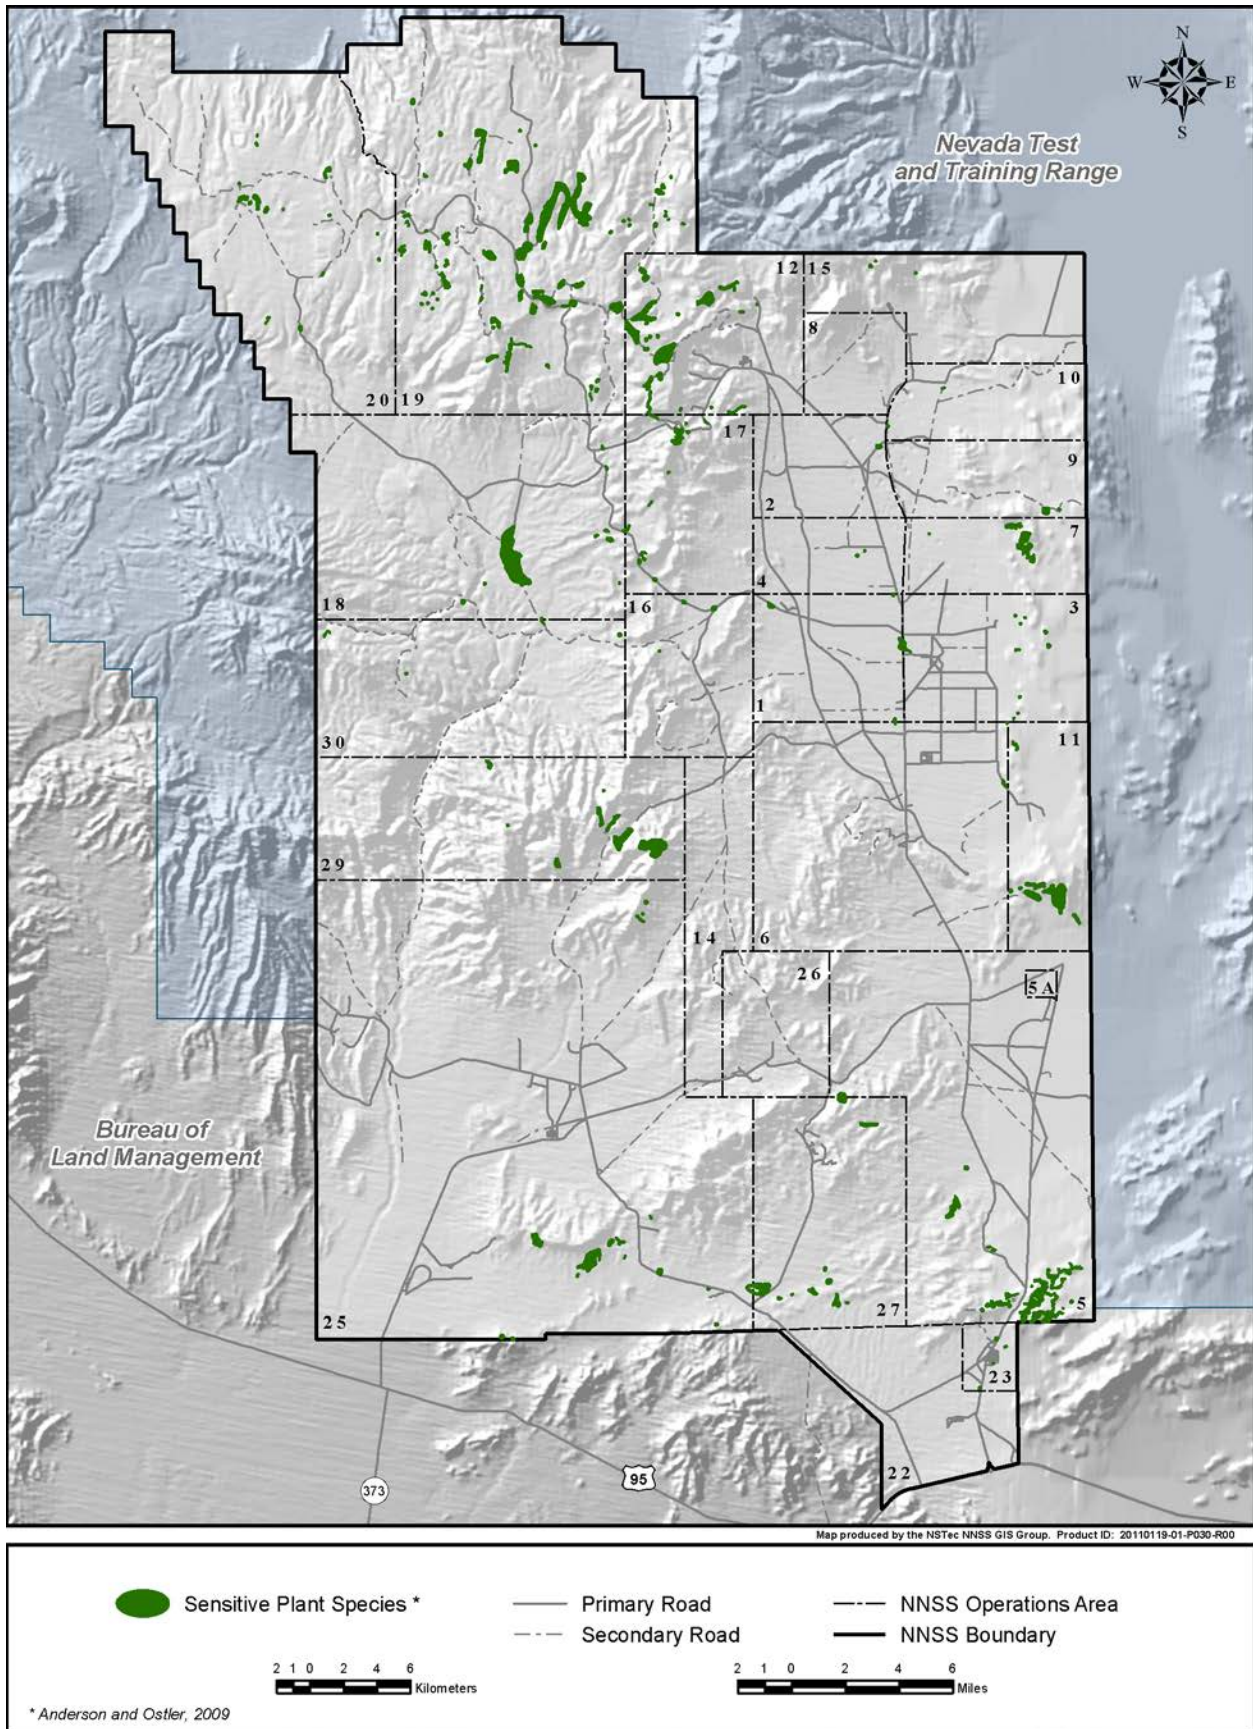 N
W E
S
Nevada Test
and Training Range
12 15
8
10
20 19
17
9
2
7
4
18
16
3
1
30
11
29
14
6
26
5A
Bureau of
Land Management
25
27
5
23
22
95
373
Map produced by the NSTec NNSS GIS Group. Product ID: 20110119-01-P030-R00
Sensitive Plant Species *
Primary Road
NNSS Operations Area
Secondary Road
NNSS Boundary
2 1 0 2 4 6
Kilometers
2 1 0 2 4 6
Miles
* Anderson and Ostler, 2009